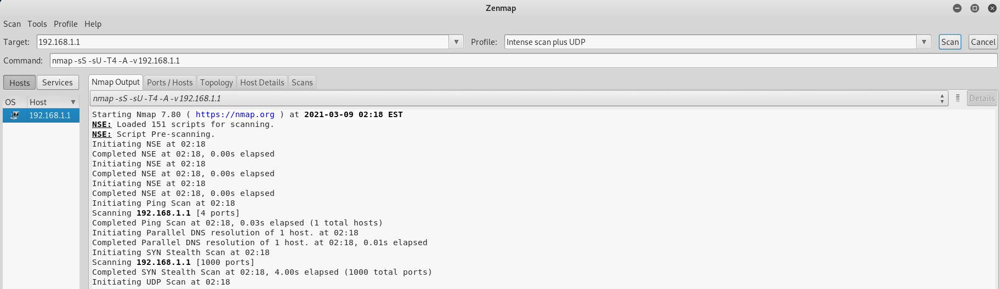 Zenmap
Scan Tools Profile Help
Target: 192.168.1.1 Profile: Intense scan plus UDP Scan Cancel
Command: nmap -sS -sU -T4 -A -v 192.168.1.1
Hosts Services Nmap Output Ports / Hosts Topology Host Details Scans
OS Host nmap -sS -sU -T4 -A -v 192.168.1.1 Details
192.168.1.1
Starting Nmap 7.80 ( https://nmap.org ) at 2021-03-09 02:18 EST
NSE: Loaded 151 scripts for scanning.
NSE: Script Pre-scanning.
Initiating NSE at 02:18
Completed NSE at 02:18, 0.00s elapsed
Initiating NSE at 02:18
Completed NSE at 02:18, 0.00s elapsed
Initiating NSE at 02:18
Completed NSE at 02:18, 0.00s elapsed
Initiating Ping Scan at 02:18
Scanning 192.168.1.1 [4 ports]
Completed Ping Scan at 02:18, 0.03s elapsed (1 total hosts)
Initiating Parallel DNS resolution of 1 host. at 02:18
Completed Parallel DNS resolution of 1 host. at 02:18, 0.01s elapsed
Initiating SYN Stealth Scan at 02:18
Scanning 192.168.1.1 [1000 ports]
Completed SYN Stealth Scan at 02:18, 4.00s elapsed (1000 total ports)
Initiating UDP Scan at 02:18